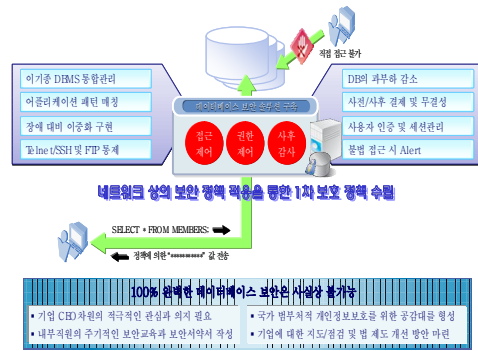 직접 접근 불가
이기종 DBMS 통합관리
어플리케이션 패턴 매칭
장애 대비 이중화 구현
Telnet/SSH 및 FTP 통제
데이터베이스 보안 솔루션 구축
접근 제어
권한 제어
사후 감사
DB의 과부하 감소
사전/사후 결제 및 무결성
사용자 인증 및 세션관리
불법 접근 시 Alert
네트워크 상의 보안 정책 적용을 통한 1차 보호 정책 수립
SELECT * FROM MEMBERS;
정책에 의한 "***********" 값 전송
100% 완벽한 데이터베이스 보안은 사실상 불가능
▪ 기업 CEO 차원의 적극적인 관심과 의지 필요
▪ 내부직원의 주기적인 보안교육과 보안서약서 작성
▪ 국가 범부처적 개인정보보호를 위한 공감대를 형성
▪ 기업에 대한 지도/점검 및 법 제도 개선 방안 마련